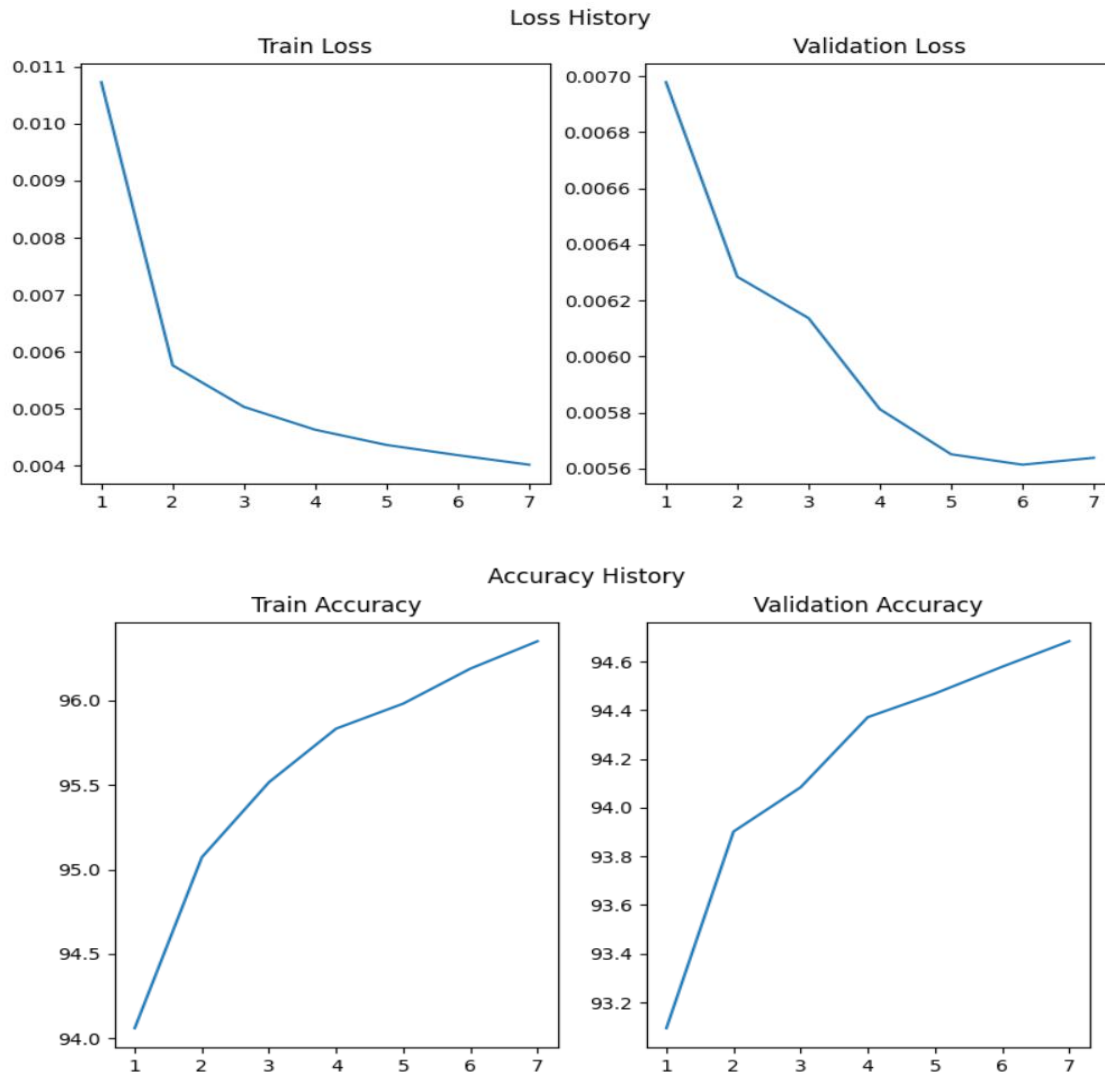 Loss History
Train Loss
Validation Loss
0.011
0.010
0.009
0.008
0.007
0.006
0.005
0.004
1 2 3 4 5 6 7
0.0070
0.0068
0.0066
0.0064
0.0062
0.0060
0.0058
0.0056
1 2 3 4 5 6 7
Accuracy History
Train Accuracy
Validation Accuracy
96.0
95.5
95.0
94.5
94.0
1 2 3 4 5 6 7
94.6
94.4
94.2
94.0
93.8
93.6
93.4
93.2
1 2 3 4 5 6 7